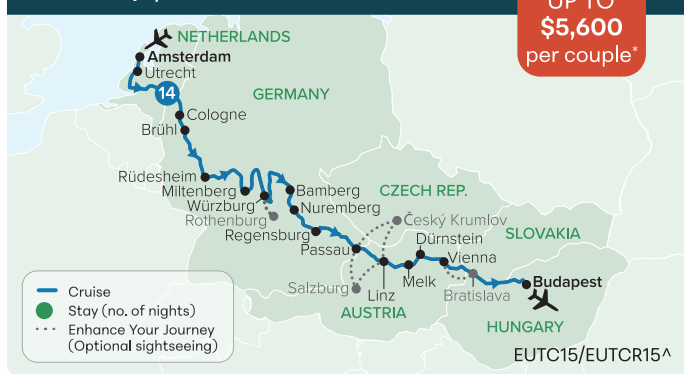 UP TO
$5,600
per couple*
NETHERLANDS
Amsterdam
Utrecht
14
GERMANY
Cologne
Brühl
Rüdesheim
Miltenberg
Würzburg
Rothenburg
Bamberg
Nuremberg
Regensburg
CZECH REP.
Český Krumlov
Passau
Dürnstein
SLOVAKIA
Vienna
Salzburg
Linz
Melk
Bratislava
Budapest
AUSTRIA
HUNGARY
Cruise
Stay (no. of nights)
Enhance Your Journey
(Optional sightseeing)
EUTC15/EUTCR15^